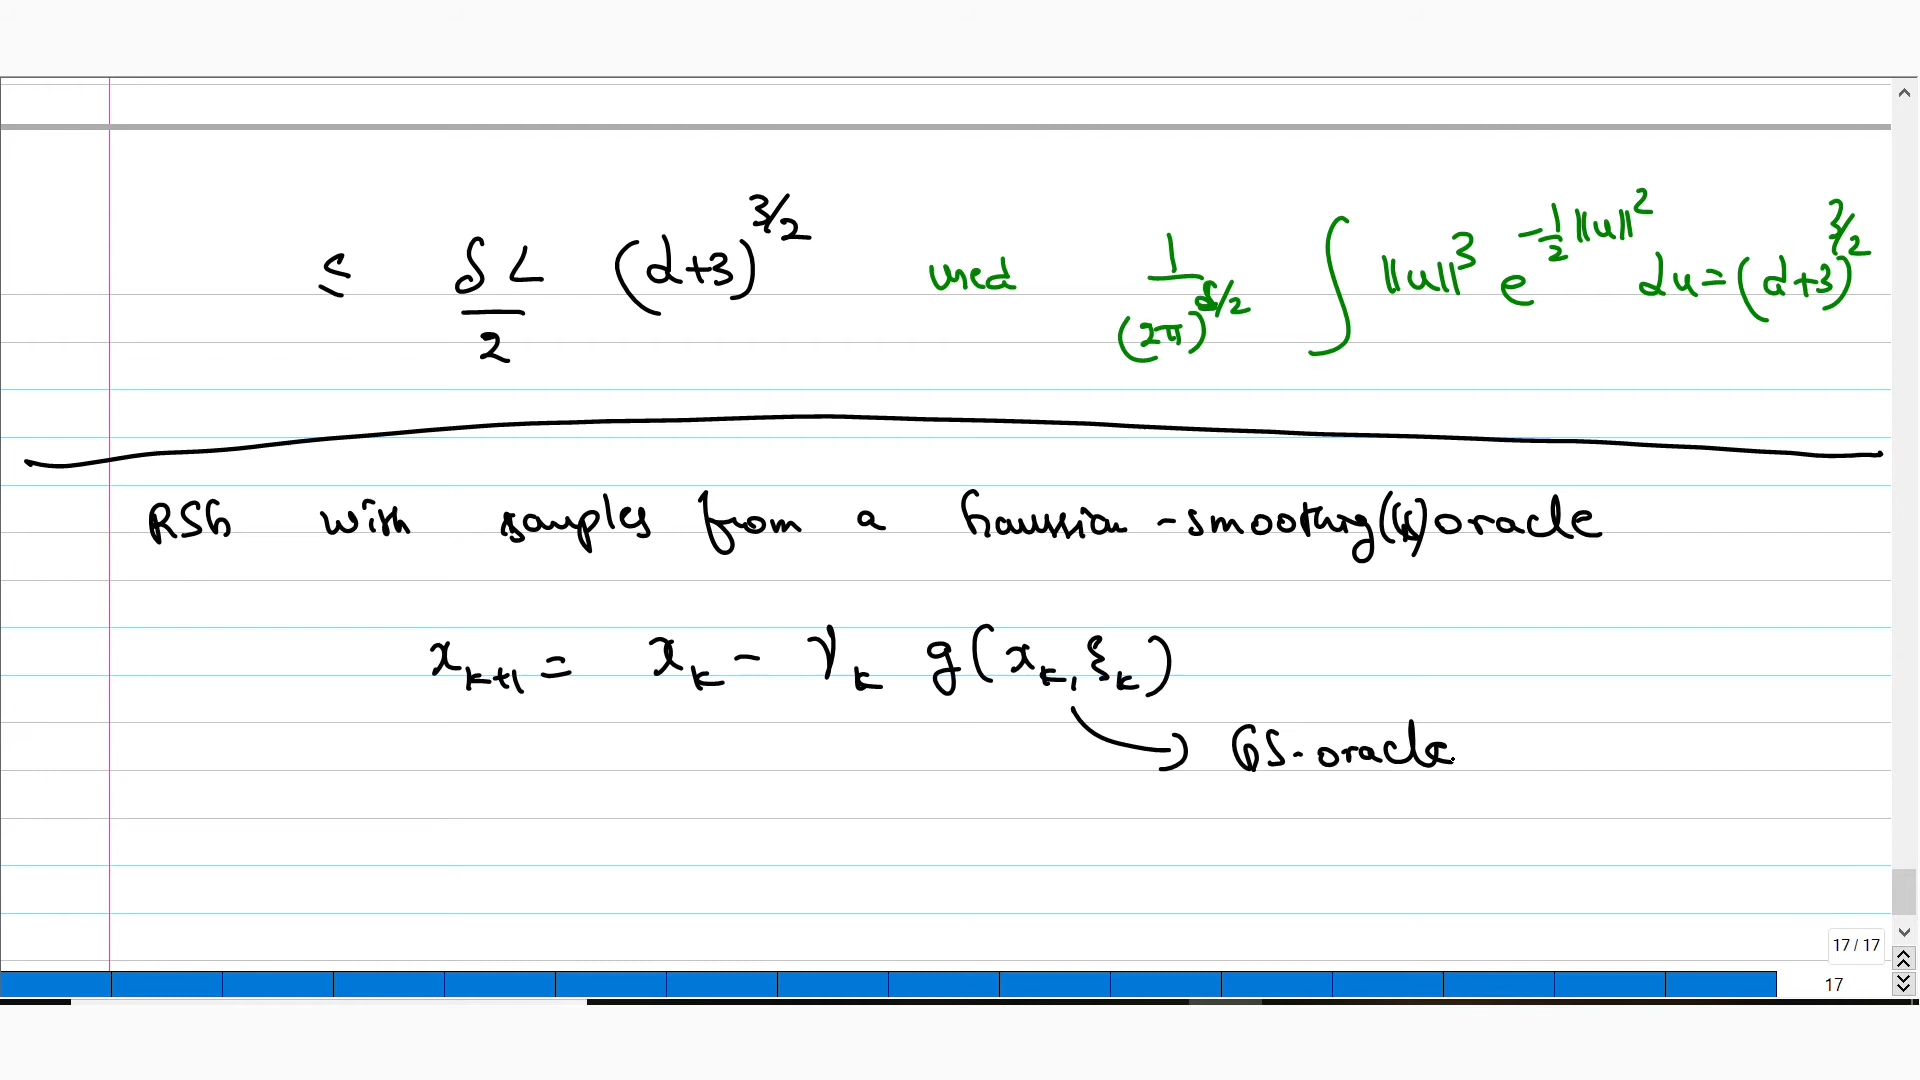 ≤ δL/2 (d+3)^{3/2} used 1/(2π)^{d/2} ∫ ||u||^3 e^{-1/2 ||u||^2} du = (d+3)^{3/2}
RSG with samples from a Gaussian-smoothing(GS) oracle
x_{k+1} = x_k - γ_k g(x_k, ξ_k)
→ GS-oracle
17 / 17
17